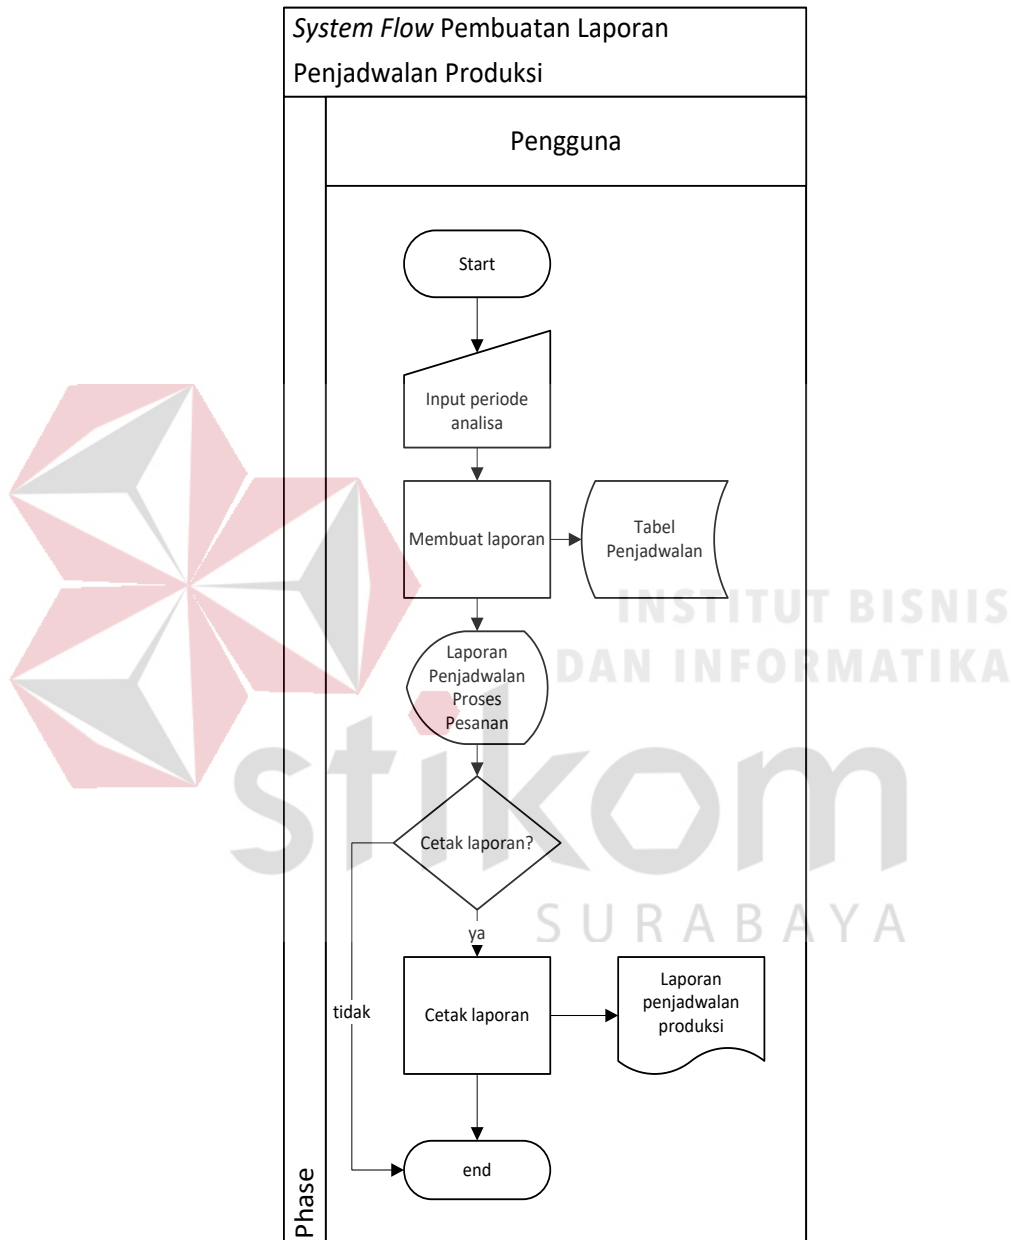 System Flow Pembuatan Laporan
Penjadwalan Produksi
Pengguna
Start
Input periode
analisa
Membuat laporan
Tabel
Penjadwalan
INSTITUT BISNIS
DAN INFORMATIKA
Laporan
Penjadwalan
Proses
Pesanan
stikom
Cetak laporan?
SURABAYA
ya
tidak
Cetak laporan
Laporan
penjadwalan
produksi
end
Phase